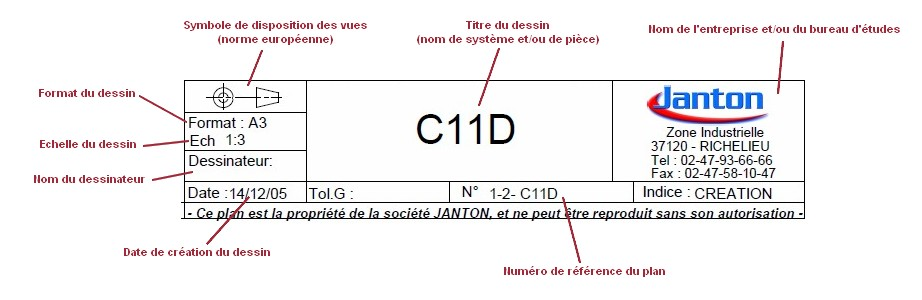 Symbole de disposition des vues
(norme européenne)
Titre du dessin
(nom de système et/ou de pièce)
Nom de l'entreprise et/ou du bureau d'études
Format du dessin
Echelle du dessin
Nom du dessinateur
Format : A3
Ech 1:3
Dessinateur:
C11D
Janton
Zone Industrielle
37120 - RICHELIEU
Tel : 02-47-93-66-66
Fax : 02-47-58-10-47
Date : 14/12/05
Tol.G :
N° 1-2- C11D
Indice : CREATION
- Ce plan est la propriété de la société JANTON, et ne peut être reproduit sans son autorisation -
Date de création du dessin
Numéro de référence du plan